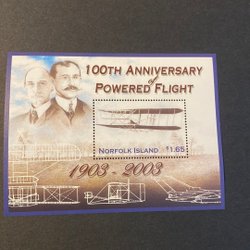 100TH ANNIVERSARY
of
POWERED FLIGHT
NORFOLK ISLAND $1.65
1903 - 2003